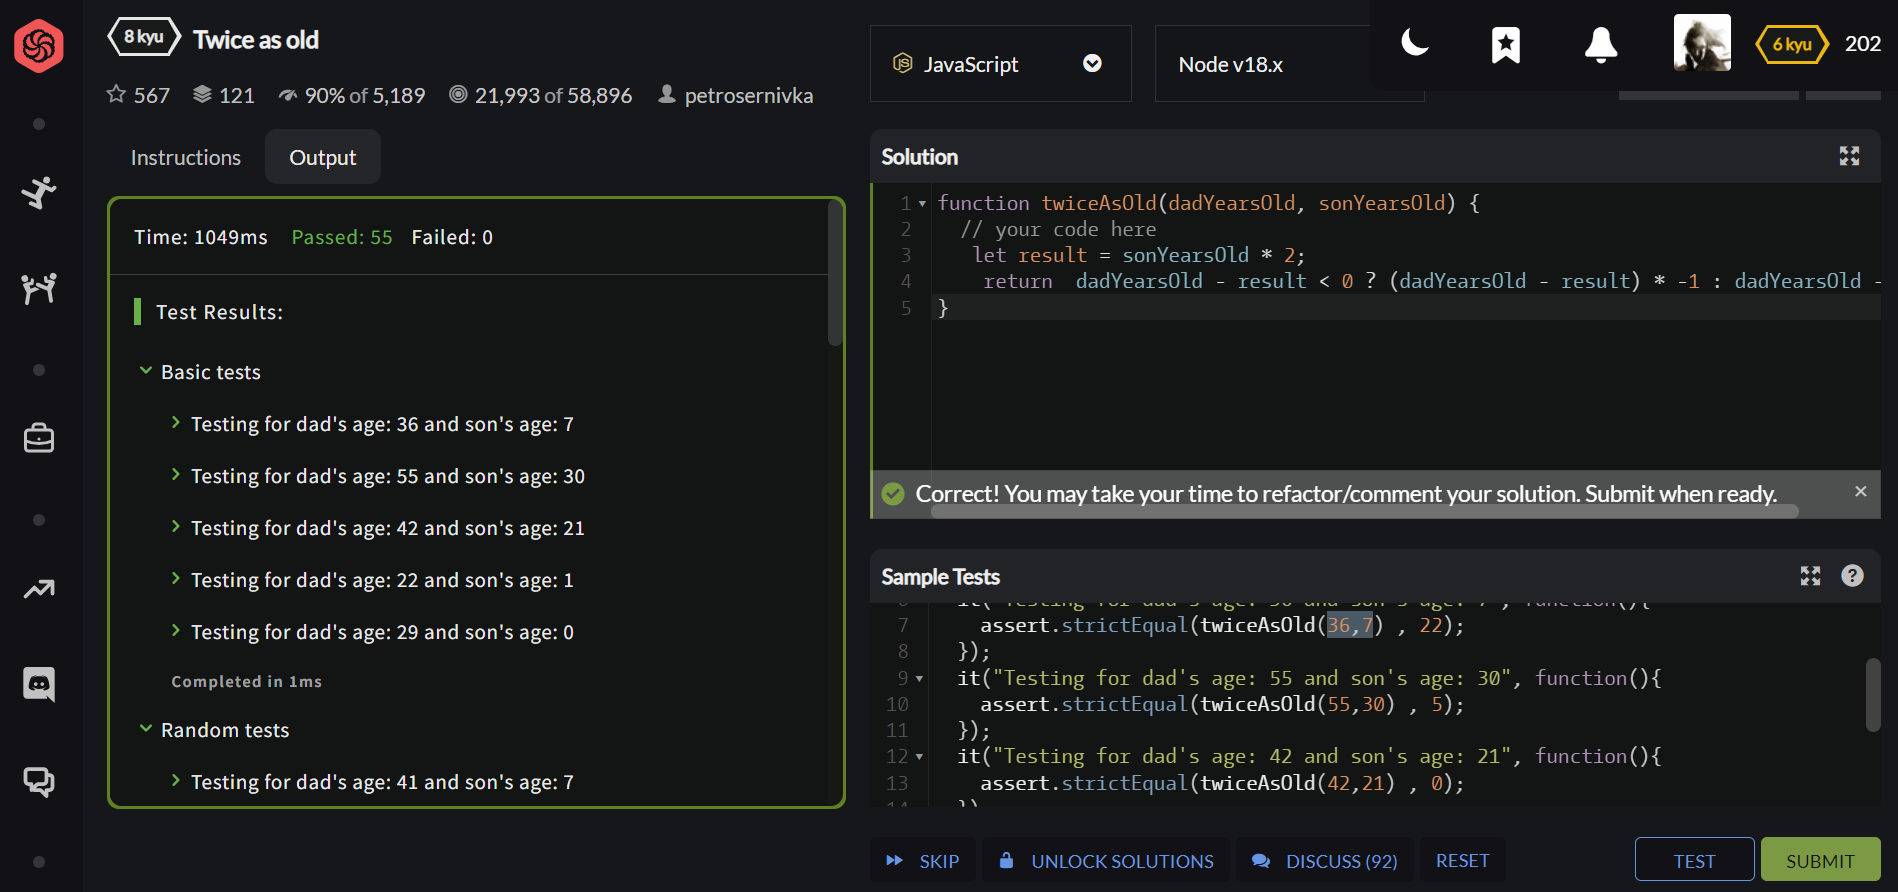 8 kyu
Twice as old
567
121
90% of 5,189
21,993 of 58,896
petrosernivka
JavaScript
Node v18.x
6 kyu
202
Instructions
Output
Time: 1049ms Passed: 55 Failed: 0
Test Results:
Basic tests
Testing for dad's age: 36 and son's age: 7
Testing for dad's age: 55 and son's age: 30
Testing for dad's age: 42 and son's age: 21
Testing for dad's age: 22 and son's age: 1
Testing for dad's age: 29 and son's age: 0
Completed in 1ms
Random tests
Testing for dad's age: 41 and son's age: 7
Solution
1 function twiceAsOld(dadYearsOld, sonYearsOld) {
2 // your code here
3 let result = sonYearsOld * 2;
4 return dadYearsOld - result < 0 ? (dadYearsOld - result) * -1 : dadYearsOld -
5 }
Correct! You may take your time to refactor/comment your solution. Submit when ready.
Sample Tests
it("Testing for dad's age: 36 and son's age: 7", function(){
7 assert.strictEqual(twiceAsOld(36,7) , 22);
8 });
9 it("Testing for dad's age: 55 and son's age: 30", function(){
10 assert.strictEqual(twiceAsOld(55,30) , 5);
11 });
12 it("Testing for dad's age: 42 and son's age: 21", function(){
13 assert.strictEqual(twiceAsOld(42,21) , 0);
SKIP
UNLOCK SOLUTIONS
DISCUSS (92)
RESET
TEST
SUBMIT